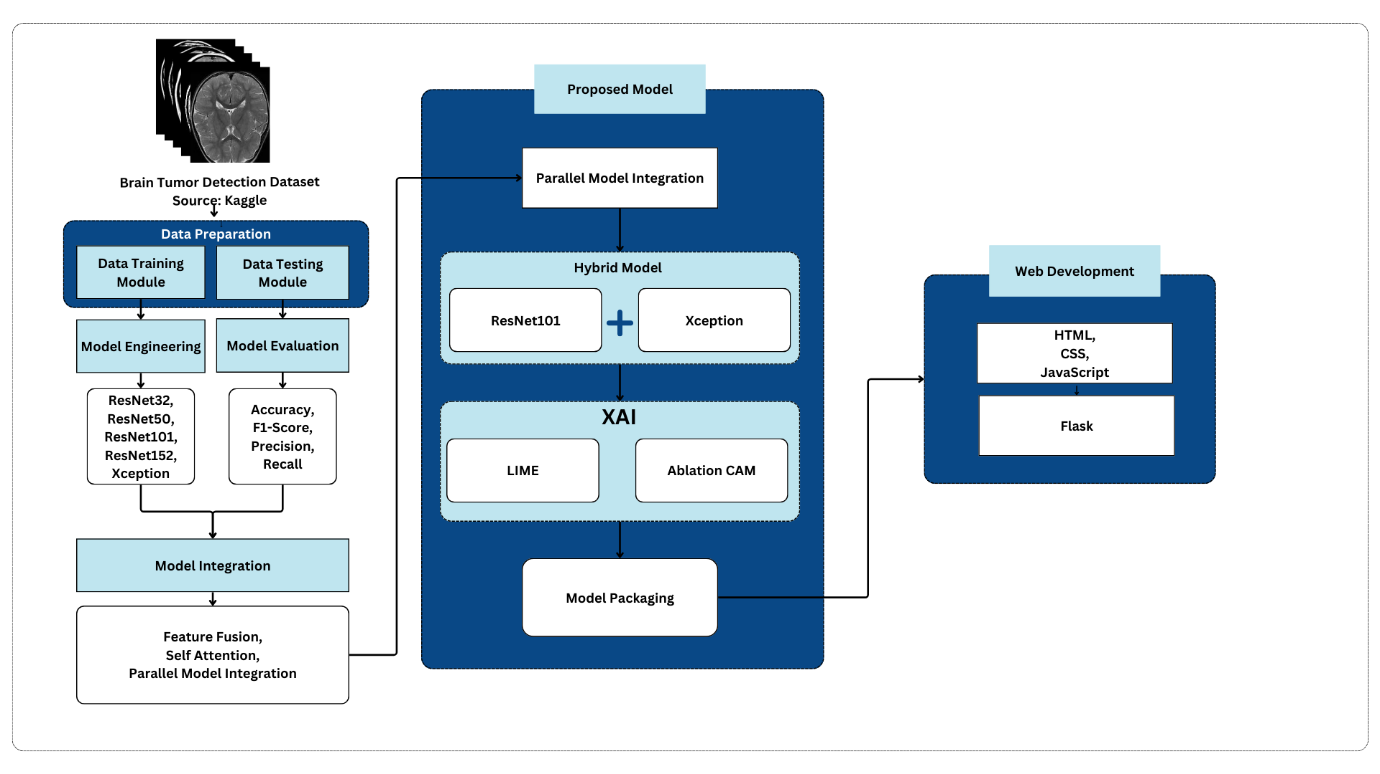 Brain Tumor Detection Dataset
Source: Kaggle
Data Preparation
Data Training
Module
Data Testing
Module
Model Engineering
Model Evaluation
ResNet32,
ResNet50,
ResNet101,
ResNet152,
Xception
Accuracy,
F1-Score,
Precision,
Recall
Model Integration
Feature Fusion,
Self Attention,
Parallel Model Integration
Proposed Model
Parallel Model Integration
Hybrid Model
ResNet101
+
Xception
XAI
LIME
Ablation CAM
Model Packaging
Web Development
HTML,
CSS,
JavaScript
Flask